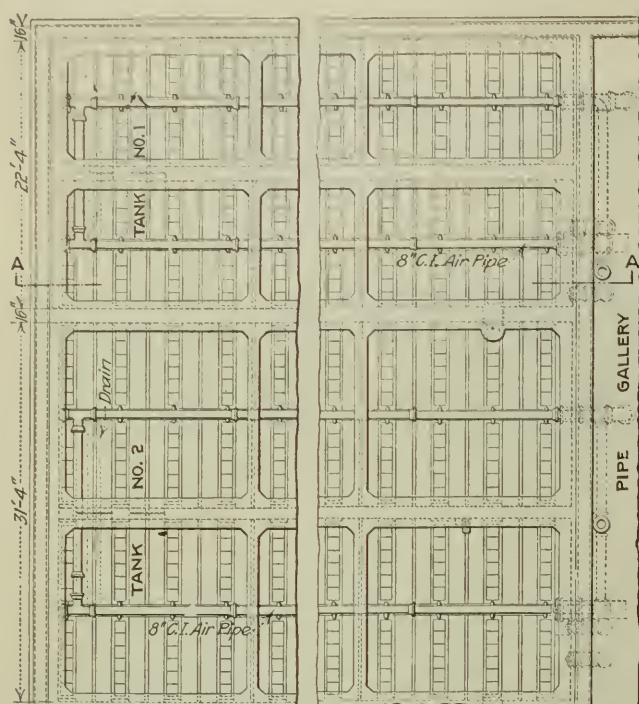 16"
22'-4"
16"
31'-4"
TANK NO. 1
8" C.I. Air Pipe
A
A
Drain
TANK NO. 2
8" C.I. Air Pipe
PIPE GALLERY